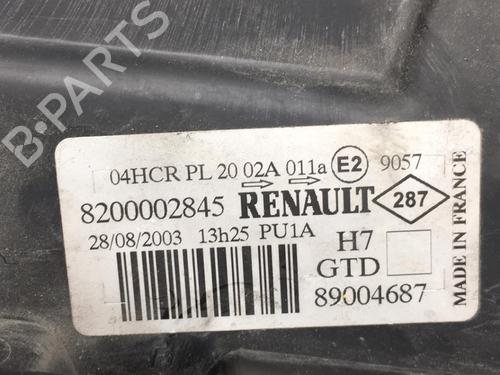 B-PARTS
04HCR PL 20 02A 011a E2 9057
8200002845 RENAULT 287
28/08/2003 13h25 PU1A H7
GTD
89004687
MADE IN FRANCE